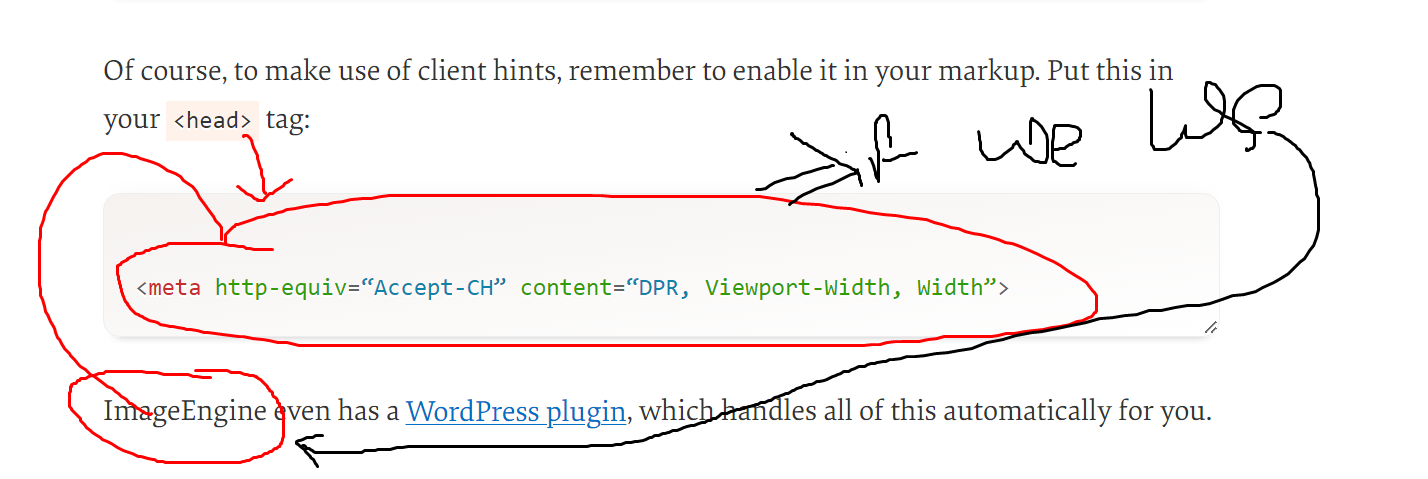 Of course, to make use of client hints, remember to enable it in your markup. Put this in
your <head> tag:
if we use
<meta http-equiv=“Accept-CH” content=“DPR, Viewport-Width, Width”>
ImageEngine even has a WordPress plugin, which handles all of this automatically for you.